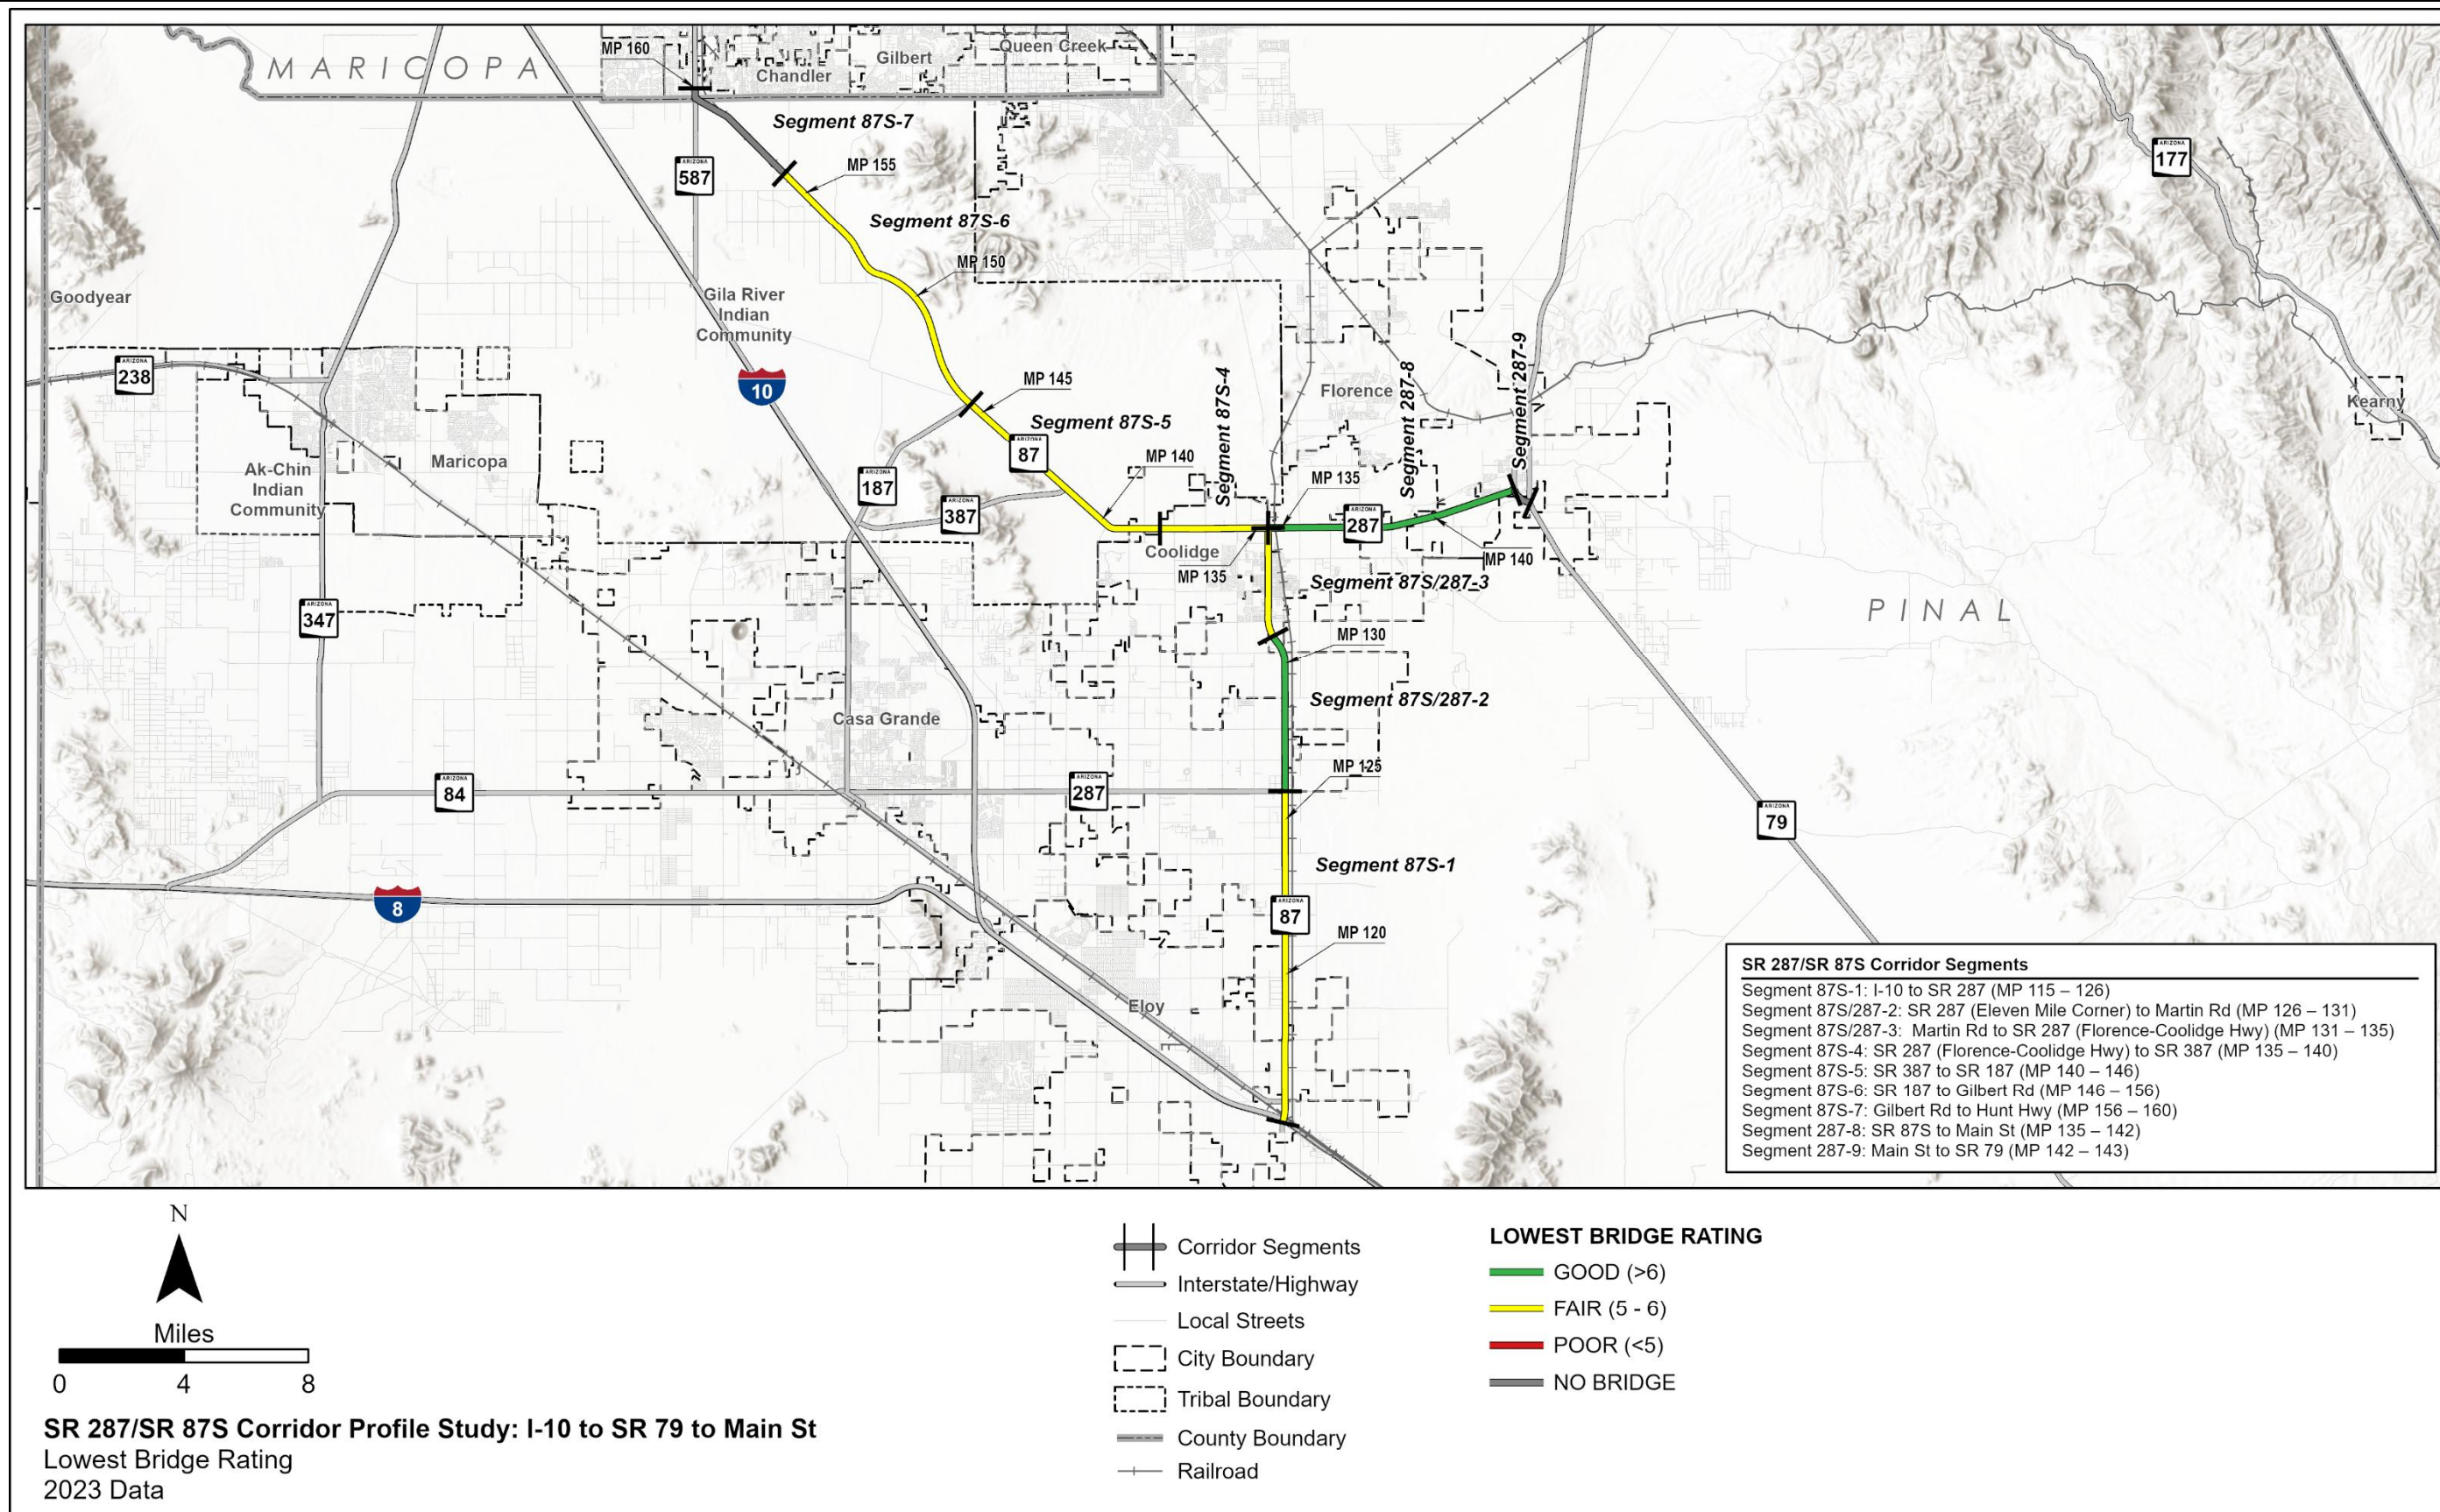 MP 160
Queen Creek
Gilbert
MARICOPA
Chandler
Segment 87S-7
ARIZONA
177
MP 155
ARIZONA
587
Segment 87S-6
MP 150
Goodyear
Gila River
Indian
Community
ARIZONA
238
10
MP 145
Segment 87S-4
Florence
Segment 287-8
Segment 287-9
Kearny
Segment 87S-5
ARIZONA
87
MP 140
Maricopa
Ak-Chin
Indian
Community
ARIZONA
187
MP 135
ARIZONA
387
ARIZONA
287
Coolidge
MP 140
MP 135
Segment 87S/287-3
PINAL
ARIZONA
347
MP 130
Segment 87S/287-2
Casa Grande
MP 125
ARIZONA
84
ARIZONA
287
ARIZONA
79
Segment 87S-1
8
ARIZONA
87
MP 120
Eloy
SR 287/SR 87S Corridor Segments
Segment 87S-1: I-10 to SR 287 (MP 115 – 126)
Segment 87S/287-2: SR 287 (Eleven Mile Corner) to Martin Rd (MP 126 – 131)
Segment 87S/287-3:  Martin Rd to SR 287 (Florence-Coolidge Hwy) (MP 131 – 135)
Segment 87S-4: SR 287 (Florence-Coolidge Hwy) to SR 387 (MP 135 – 140)
Segment 87S-5: SR 387 to SR 187 (MP 140 – 146)
Segment 87S-6: SR 187 to Gilbert Rd (MP 146 – 156)
Segment 87S-7: Gilbert Rd to Hunt Hwy (MP 156 – 160)
Segment 287-8: SR 87S to Main St (MP 135 – 142)
Segment 287-9: Main St to SR 79 (MP 142 – 143)
N
Miles
0 4 8
SR 287/SR 87S Corridor Profile Study: I-10 to SR 79 to Main St
Lowest Bridge Rating
2023 Data
Corridor Segments
Interstate/Highway
Local Streets
City Boundary
Tribal Boundary
County Boundary
Railroad
LOWEST BRIDGE RATING
GOOD (>6)
FAIR (5 - 6)
POOR (<5)
NO BRIDGE